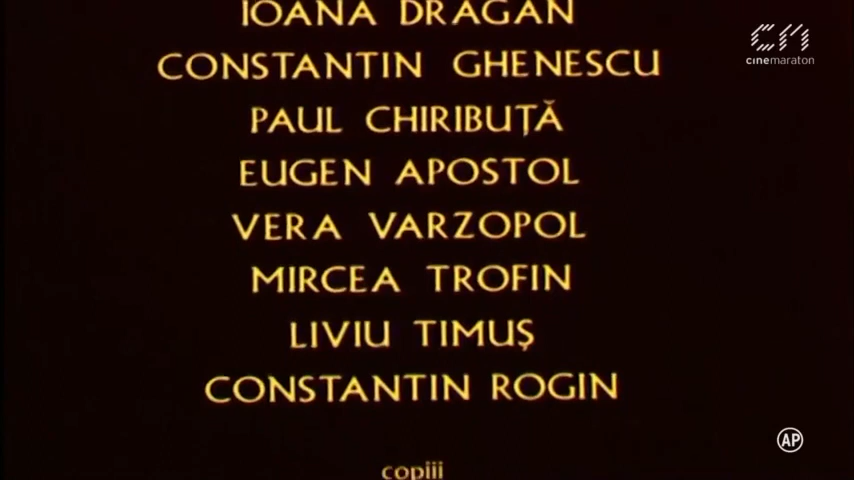 IOANA DRĂGAN
CONSTANTIN GHENESCU
PAUL CHIRIBUȚĂ
EUGEN APOSTOL
VERA VARZOPOL
MIRCEA TROFIN
LIVIU TIMUȘ
CONSTANTIN ROGIN
copiii
cinemaraton
AP